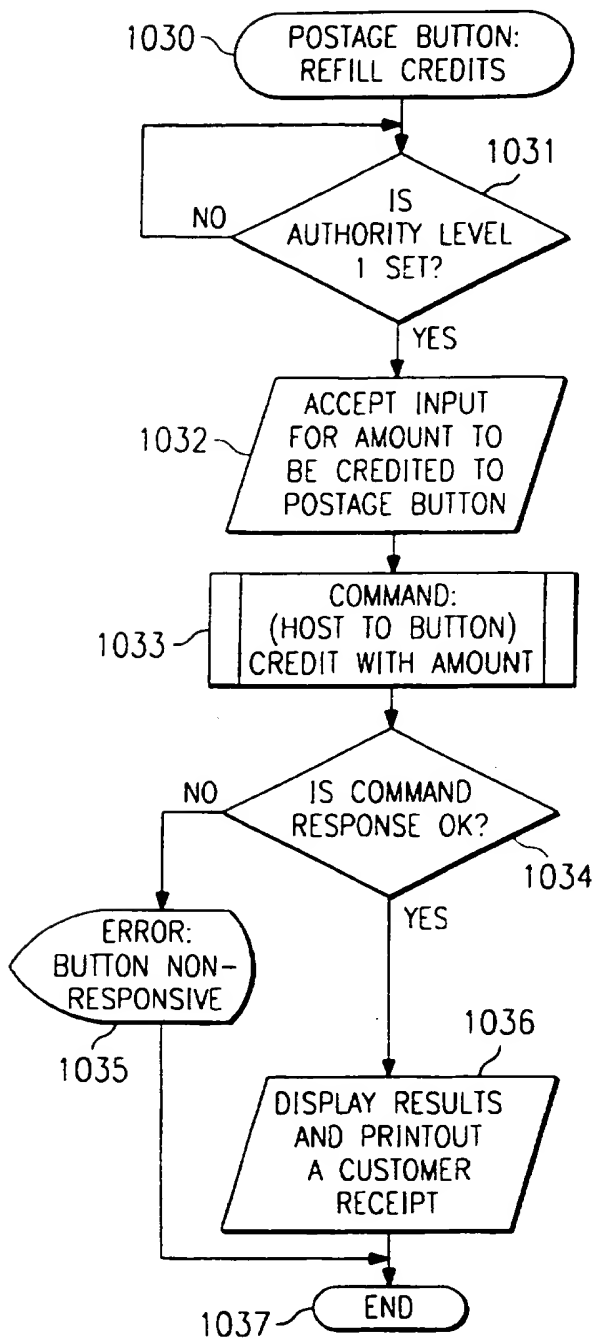 1030
POSTAGE BUTTON:
REFILL CREDITS
1031
IS
AUTHORITY LEVEL
1 SET?
NO
YES
1032
ACCEPT INPUT
FOR AMOUNT TO
BE CREDITED TO
POSTAGE BUTTON
1033
COMMAND:
(HOST TO BUTTON)
CREDIT WITH AMOUNT
NO
IS COMMAND
RESPONSE OK?
1034
YES
ERROR:
BUTTON NON-
RESPONSIVE
1035
1036
DISPLAY RESULTS
AND PRINTOUT
A CUSTOMER
RECEIPT
END
1037